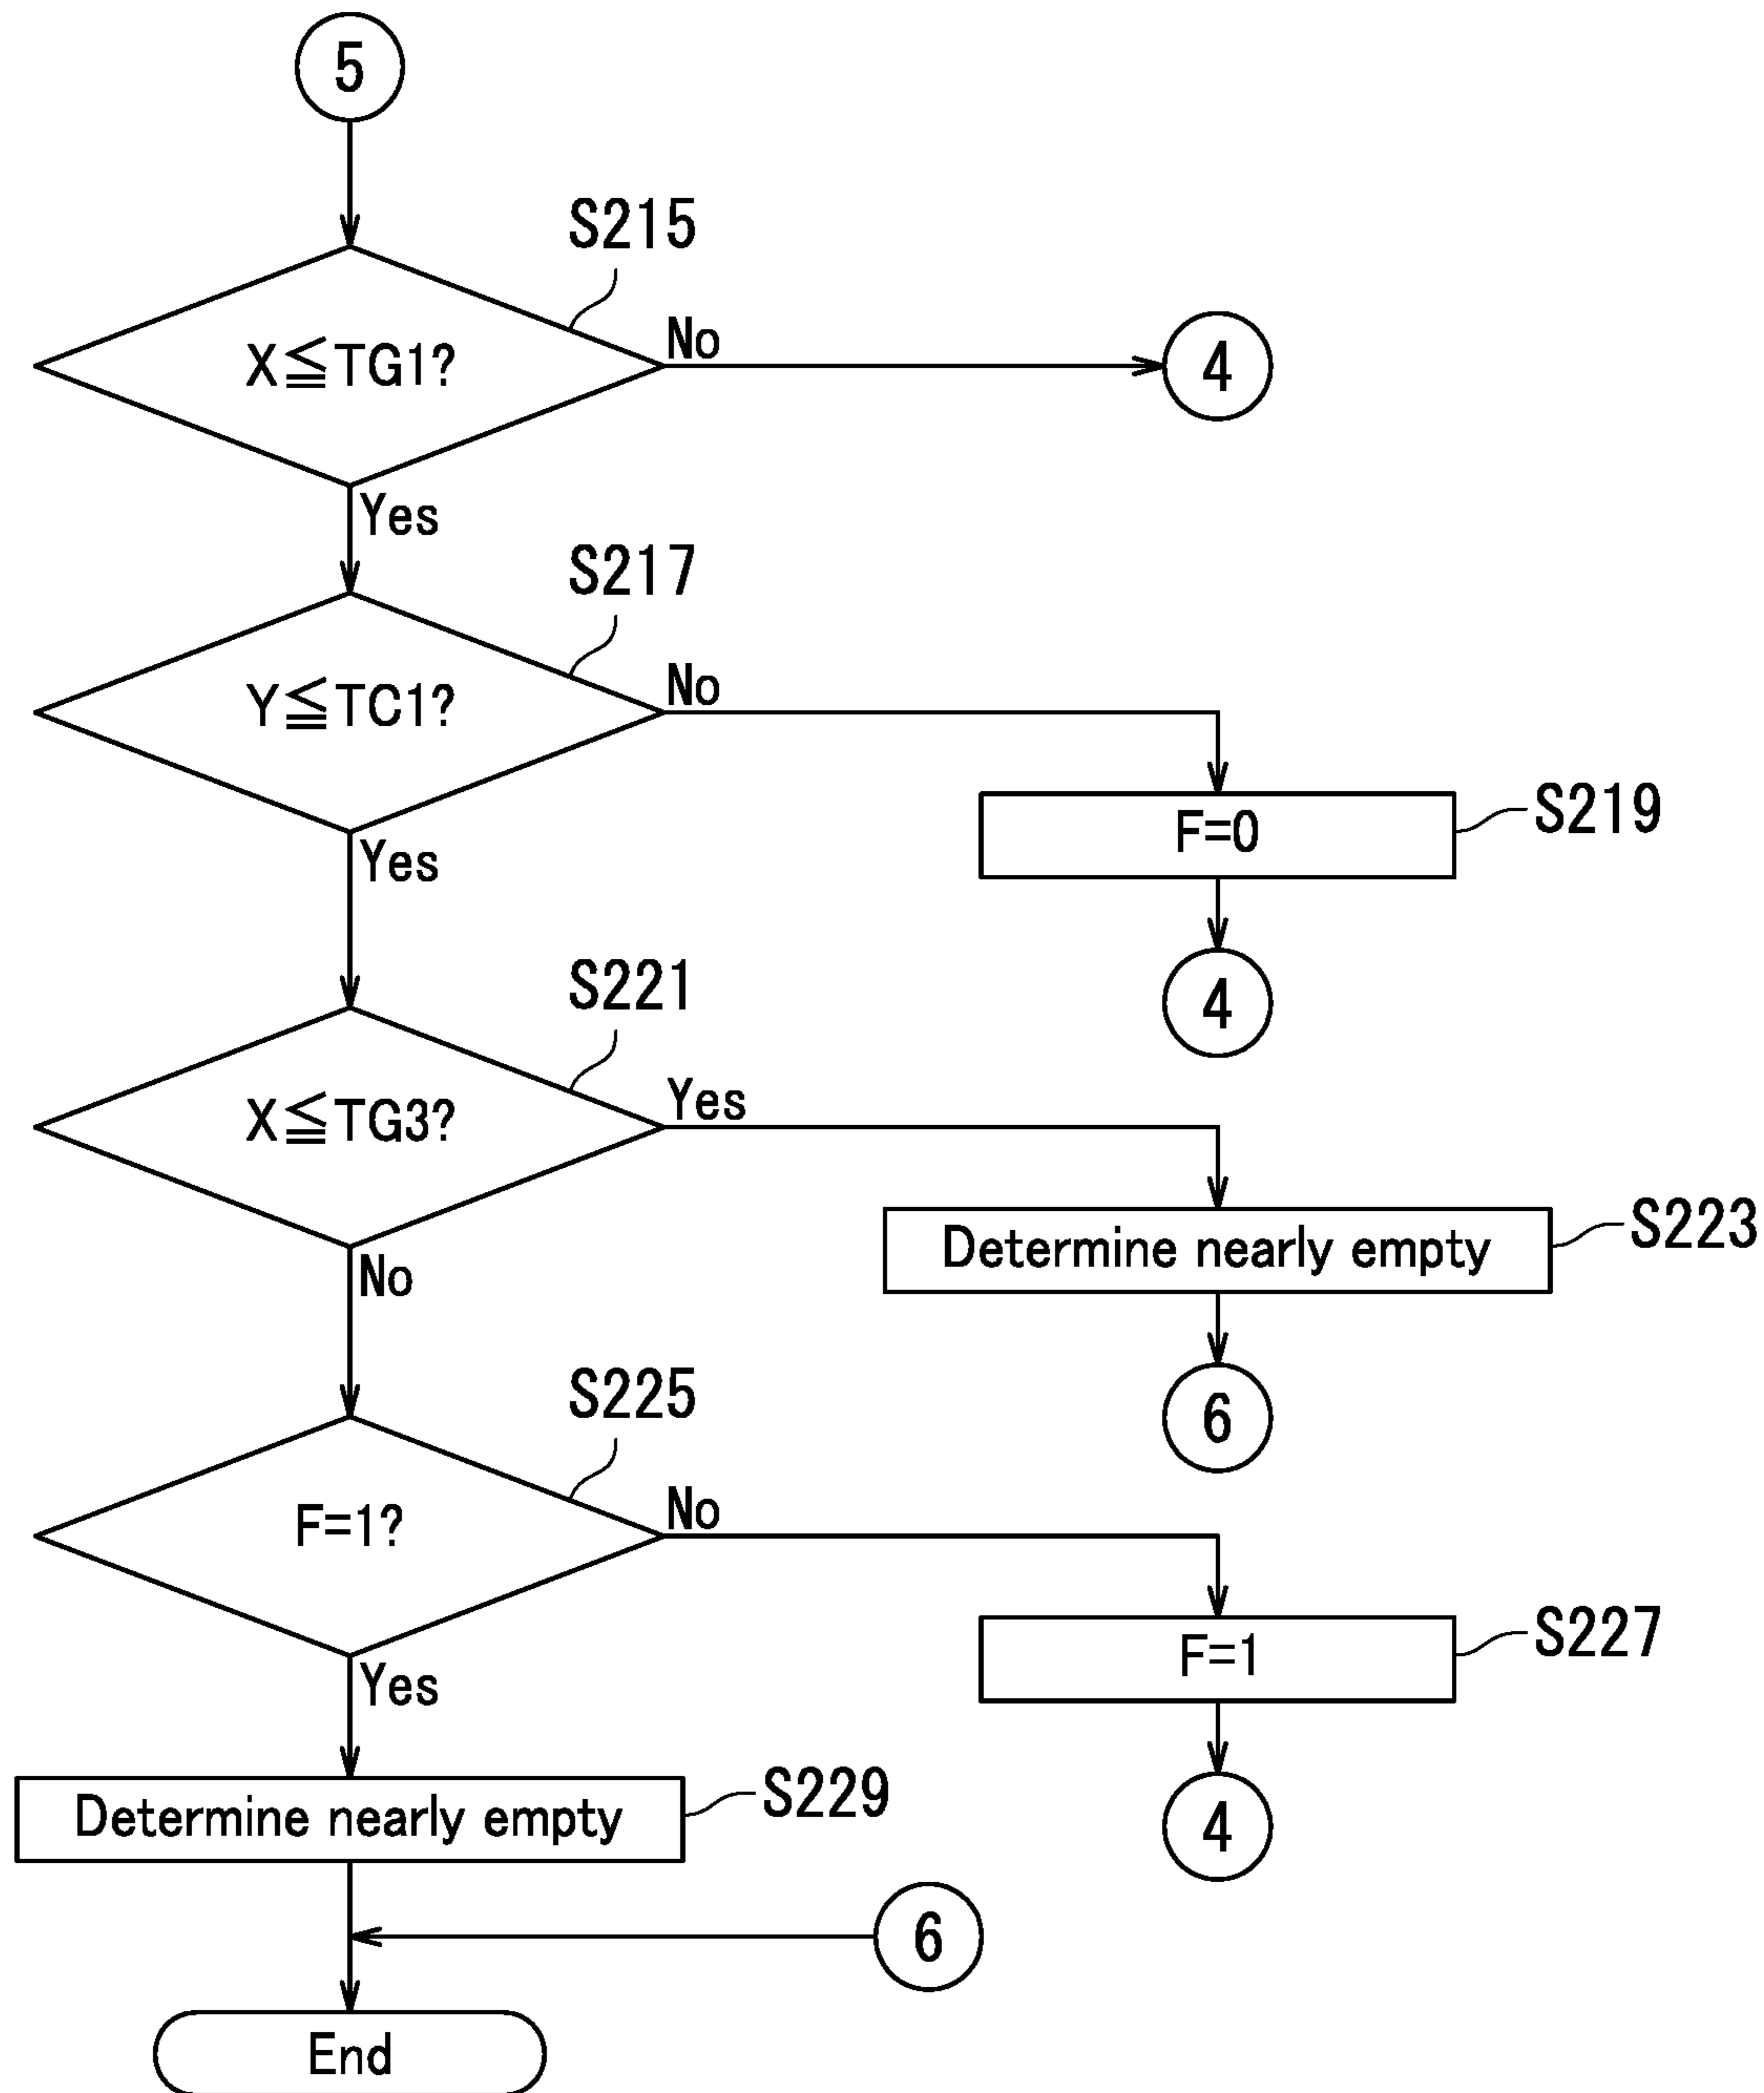 5
S215
X≦TG1?
No
4
Yes
S217
Y≦TC1?
No
F=0
S219
Yes
4
S221
X≦TG3?
Yes
Determine nearly empty
S223
No
6
S225
F=1?
No
F=1
S227
Yes
Determine nearly empty
S229
4
6
End